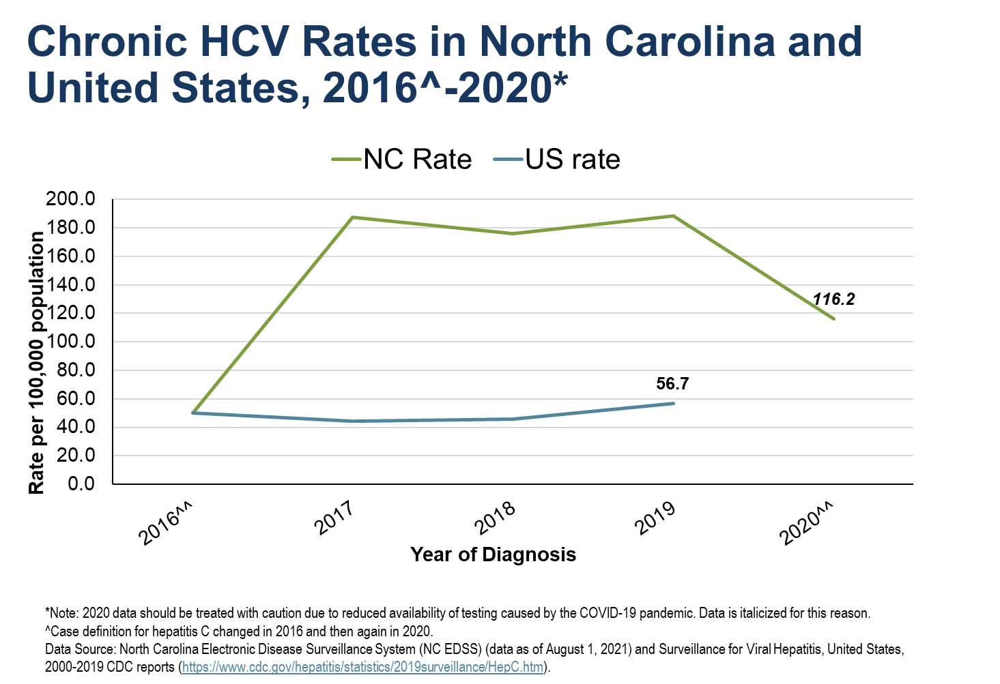 Chronic HCV Rates in North Carolina and
United States, 2016^-2020*
NC Rate US rate
200.0
180.0
160.0
140.0
120.0
100.0
80.0
60.0
40.0
20.0
0.0
Rate per 100,000 population
116.2
56.7
2016^^ 2017 2018 2019 2020^^
Year of Diagnosis
*Note: 2020 data should be treated with caution due to reduced availability of testing caused by the COVID-19 pandemic. Data is italicized for this reason.
^Case definition for hepatitis C changed in 2016 and then again in 2020.
Data Source: North Carolina Electronic Disease Surveillance System (NC EDSS) (data as of August 1, 2021) and Surveillance for Viral Hepatitis, United States,
2000-2019 CDC reports (https://www.cdc.gov/hepatitis/statistics/2019surveillance/HepC.htm).